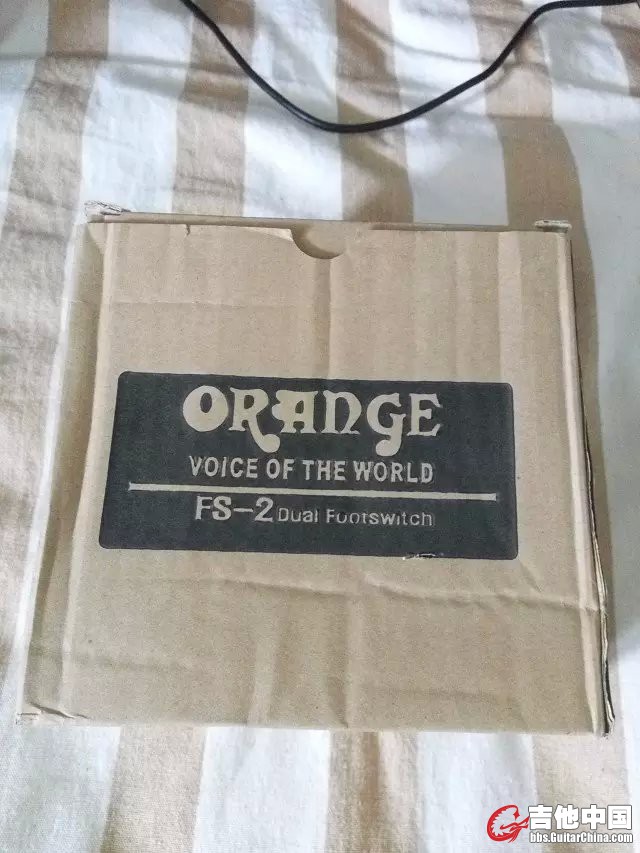 ORANGE
VOICE OF THE WORLD
FS-2 Dual Footswitch
吉他中国
bbs.GuitarChina.com